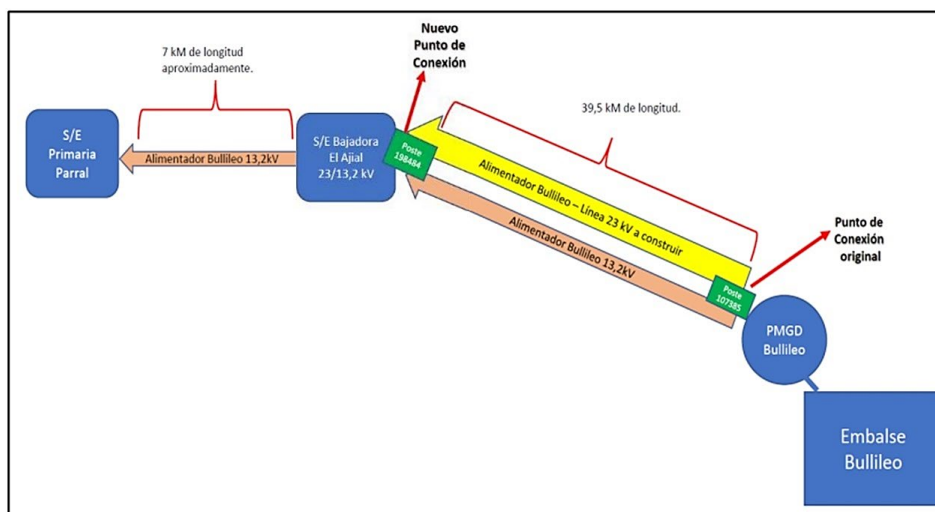 Nuevo
Punto de
Conexión
7 kM de longitud
aproximadamente.
39,5 kM de longitud.
S/E
Primaria
Parral
Alimentador Bullileo 13,2kV
S/E Bajadora
El Ajial
23/13,2 kV
Poste
198484
Alimentador Bullileo – Línea 23 kV a construir
Alimentador Bullileo 13,2kV
Punto de
Conexión
original
Poste
107385
PMGD
Bullileo
Embalse
Bullileo